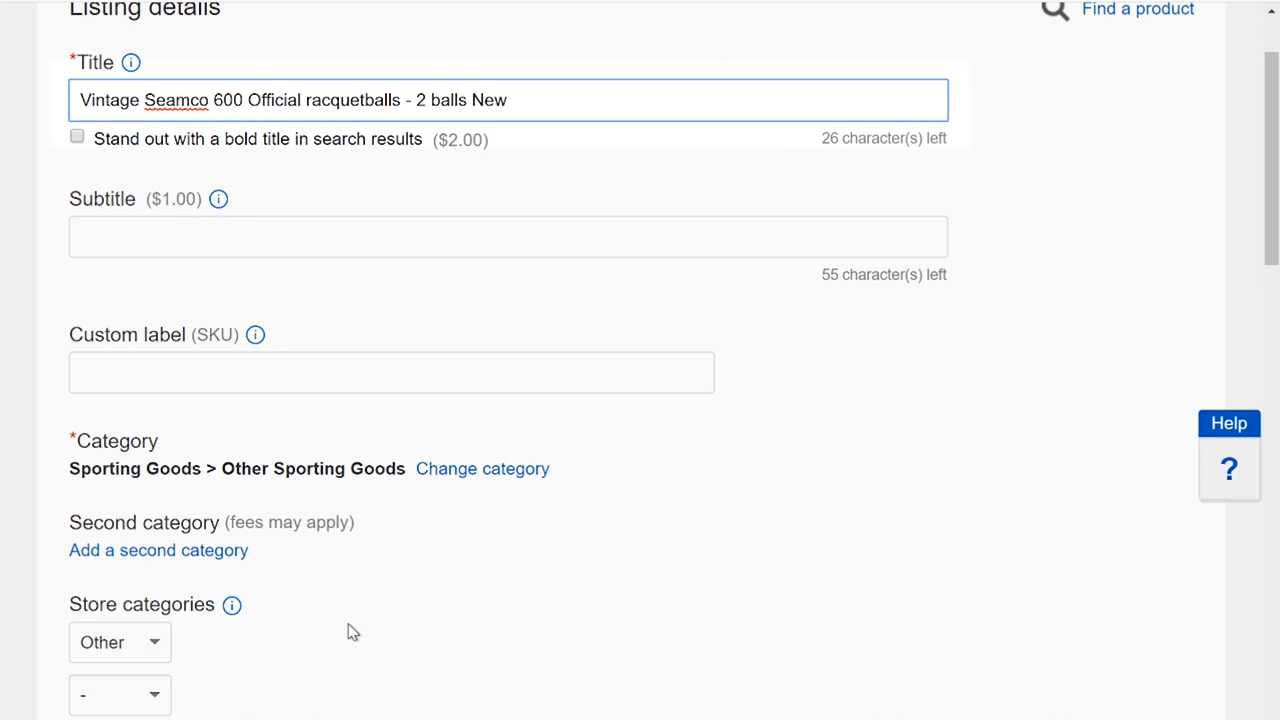 Listing details
Find a product
*Title
Vintage Seamco 600 Official racquetballs - 2 balls New
Stand out with a bold title in search results ($2.00)
26 character(s) left
Subtitle ($1.00)
55 character(s) left
Custom label (SKU)
*Category
Sporting Goods > Other Sporting Goods Change category
Second category (fees may apply)
Add a second category
Store categories
Other
-
Help
?